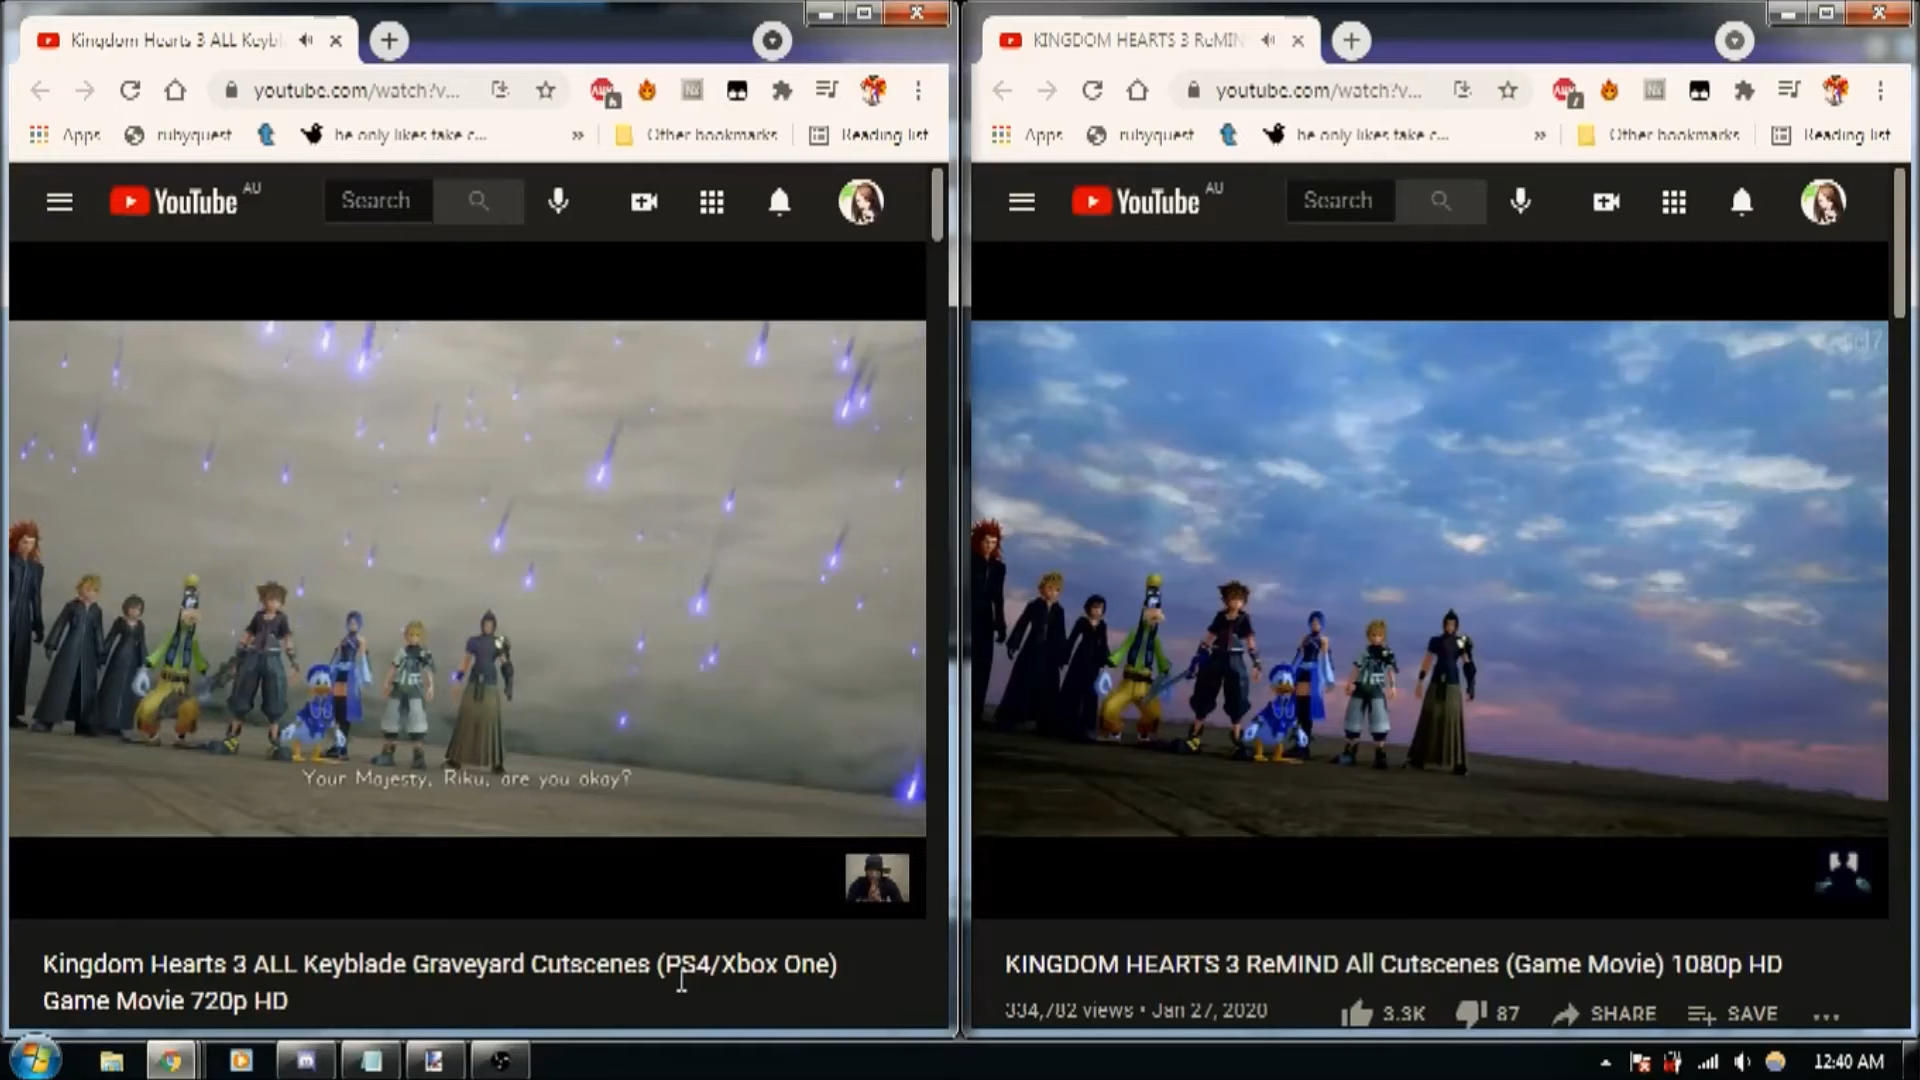 Kingdom Hearts 3 ALL Keybl
youtube.com/watch?v...
Apps
rubyquest
he only likes take c...
»
Other bookmarks
Reading list
YouTube
AU
Search
Your Majesty, Riku, are you okay?
Kingdom Hearts 3 ALL Keyblade Graveyard Cutscenes (PS4/Xbox One)
Game Movie 720p HD
KINGDOM HEARTS 3 ReMIN
youtube.com/watch?v...
Apps
rubyquest
he only likes take c...
»
Other bookmarks
Reading list
YouTube
AU
Search
KINGDOM HEARTS 3 ReMIND All Cutscenes (Game Movie) 1080p HD
334,782 views • Jan 27, 2020
3.3K
87
SHARE
SAVE
12:40 AM